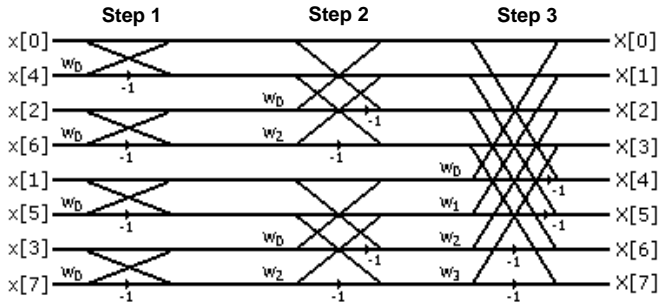 Step 1 Step 2 Step 3
x[0] X[0]
x[4] w0 -1 w0 X[1]
x[2] -1 X[2]
x[6] w0 -1 w2 -1 w0 X[3]
x[1] -1 X[4]
x[5] w0 -1 w0 w1 -1 X[5]
x[3] -1 w2 -1 X[6]
x[7] w0 -1 w2 -1 w3 -1 X[7]